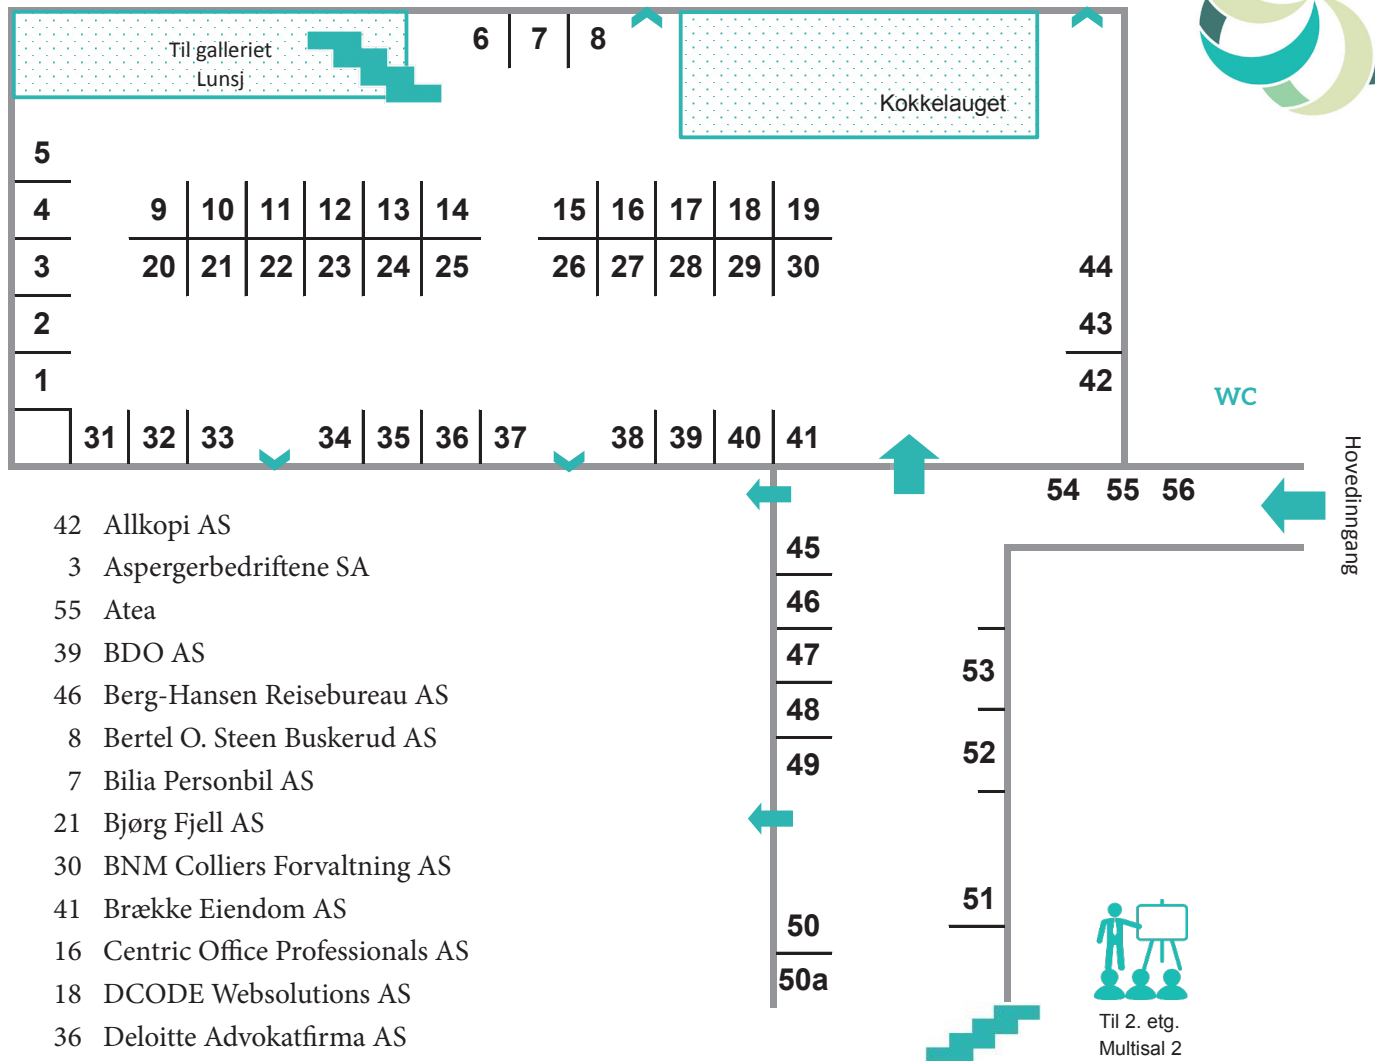 Til galleriet
Lunsj
6 7 8
Kokkelauget
5
4 9 10 11 12 13 14 15 16 17 18 19
3 20 21 22 23 24 25 26 27 28 29 30 44
2 43
1 42
WC
31 32 33 34 35 36 37 38 39 40 41
Hovedinngang
54 55 56
45
46
47
48
49
50
50a
53
52
51
42 Allkopi AS
3 Aspergerbedriftene SA
55 Atea
39 BDO AS
46 Berg-Hansen Reisebureau AS
8 Bertel O. Steen Buskerud AS
7 Bilia Personbil AS
21 Bjørg Fjell AS
30 BNM Colliers Forvaltning AS
41 Brække Eiendom AS
16 Centric Office Professionals AS
18 DCODE Websolutions AS
36 Deloitte Advokatfirma AS
Til 2. etg.
Multisal 2